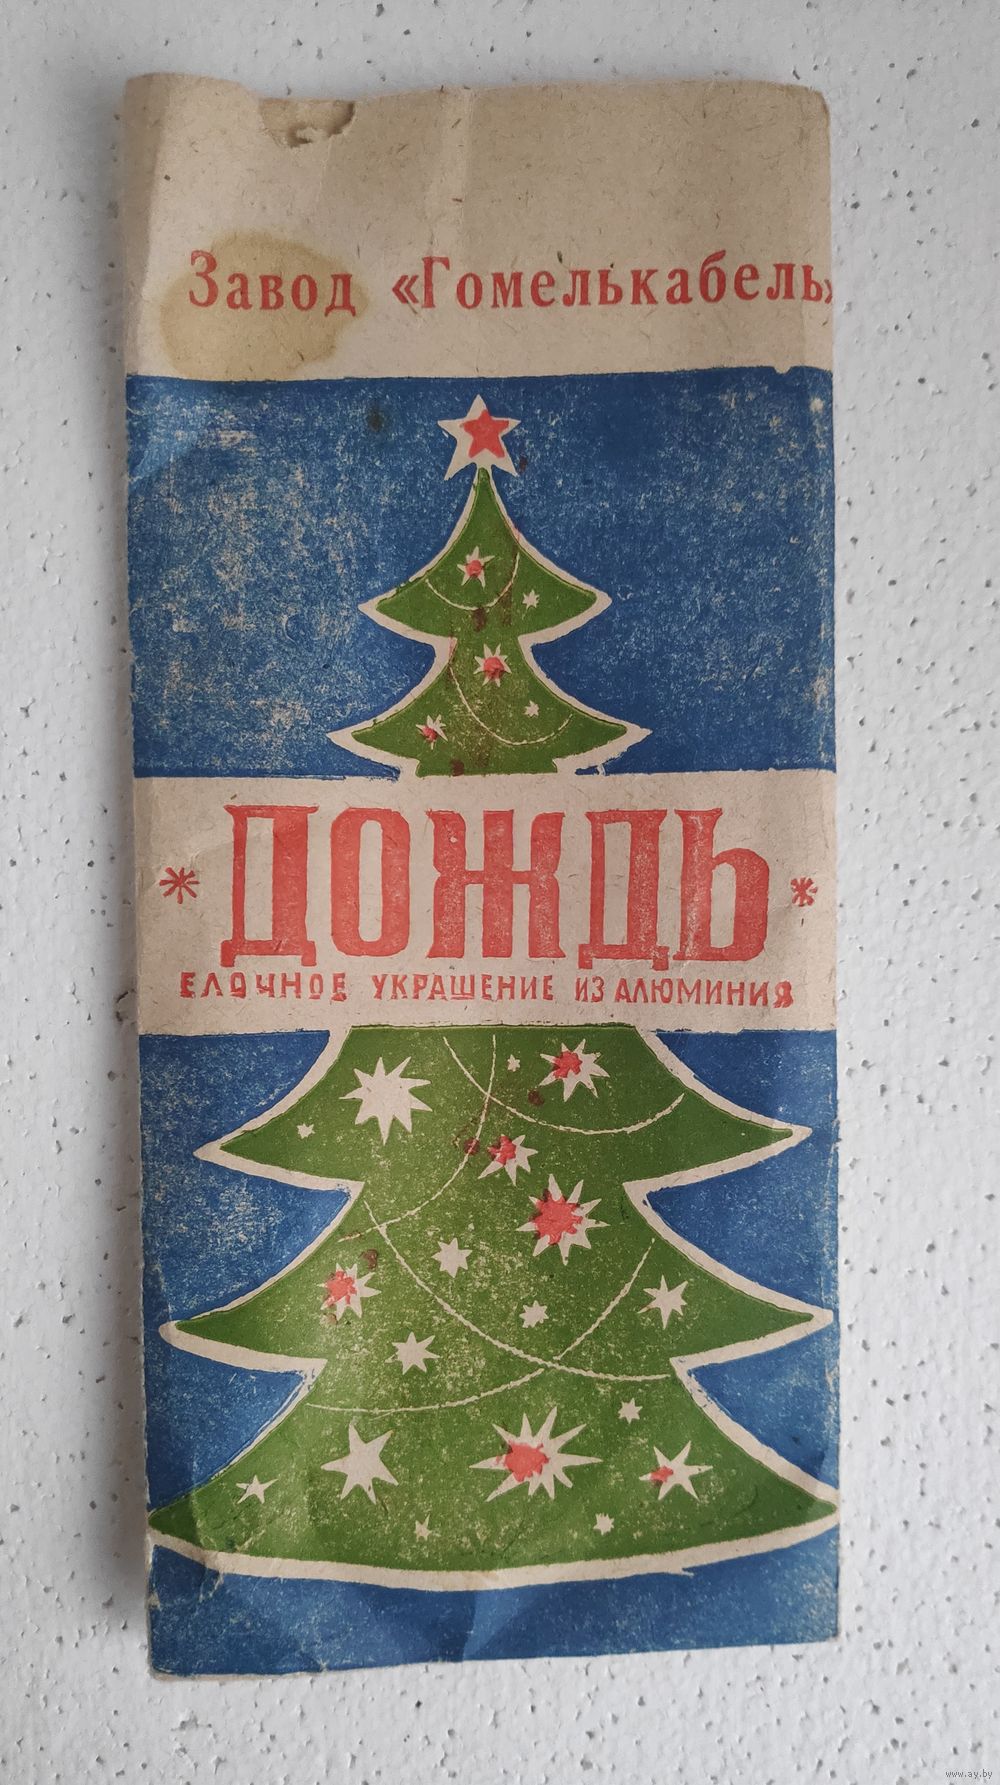 Завод «Гомелькабель»
ДОЖДЬ
ЕЛОЧНОЕ УКРАШЕНИЕ ИЗ АЛЮМИНИЯ
www.ay.by